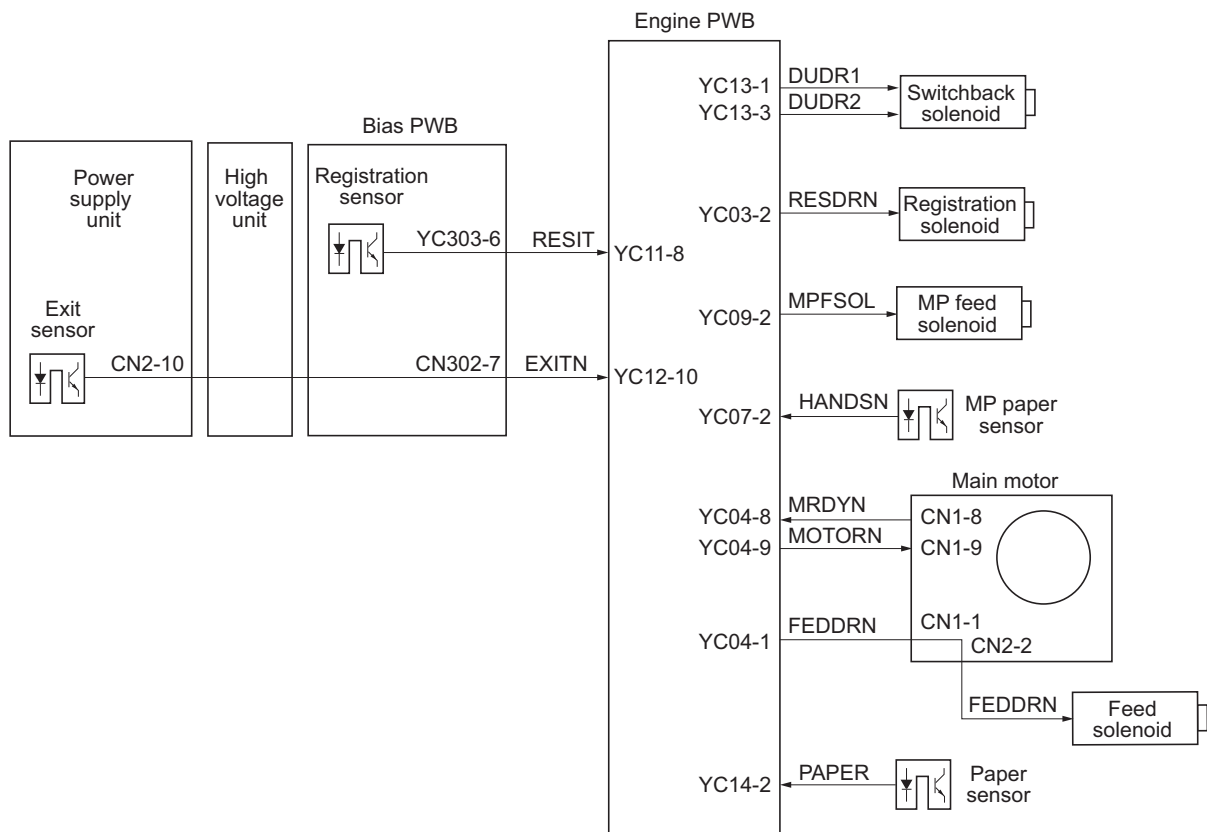 Engine PWB
YC13-1
DUDR1
YC13-3
DUDR2
Switchback
solenoid
Bias PWB
Power
supply
unit
High
voltage
unit
Registration
sensor
YC03-2
RESDRN
Registration
solenoid
YC303-6
RESIT
YC11-8
YC09-2
MPFSOL
MP feed
solenoid
Exit
sensor
CN2-10
CN302-7
EXITN
YC12-10
YC07-2
HANDSN
MP paper
sensor
Main motor
YC04-8
MRDYN
CN1-8
YC04-9
MOTORN
CN1-9
YC04-1
FEDDRN
CN1-1
CN2-2
FEDDRN
Feed
solenoid
YC14-2
PAPER
Paper
sensor